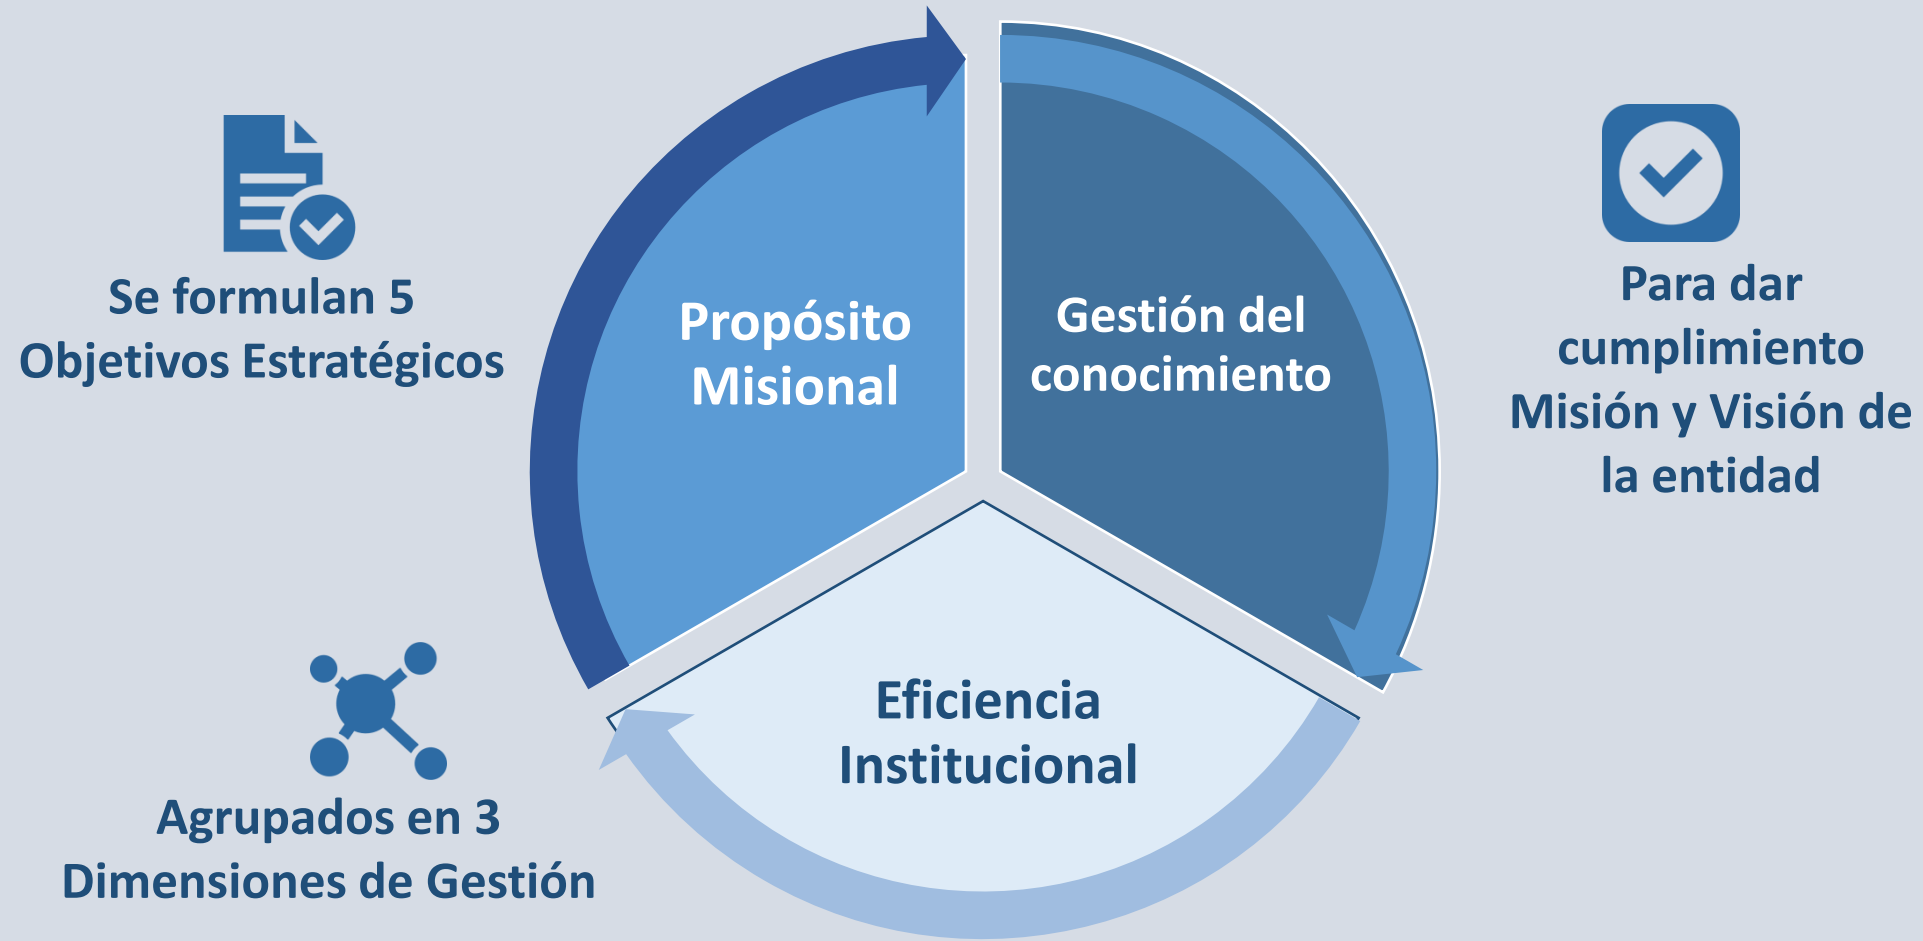 Se formulan 5
Objetivos Estratégicos
Agrupados en 3
Dimensiones de Gestión
Propósito
Misional
Gestión del
conocimiento
Eficiencia
Institucional
Para dar
cumplimiento
Misión y Visión de
la entidad